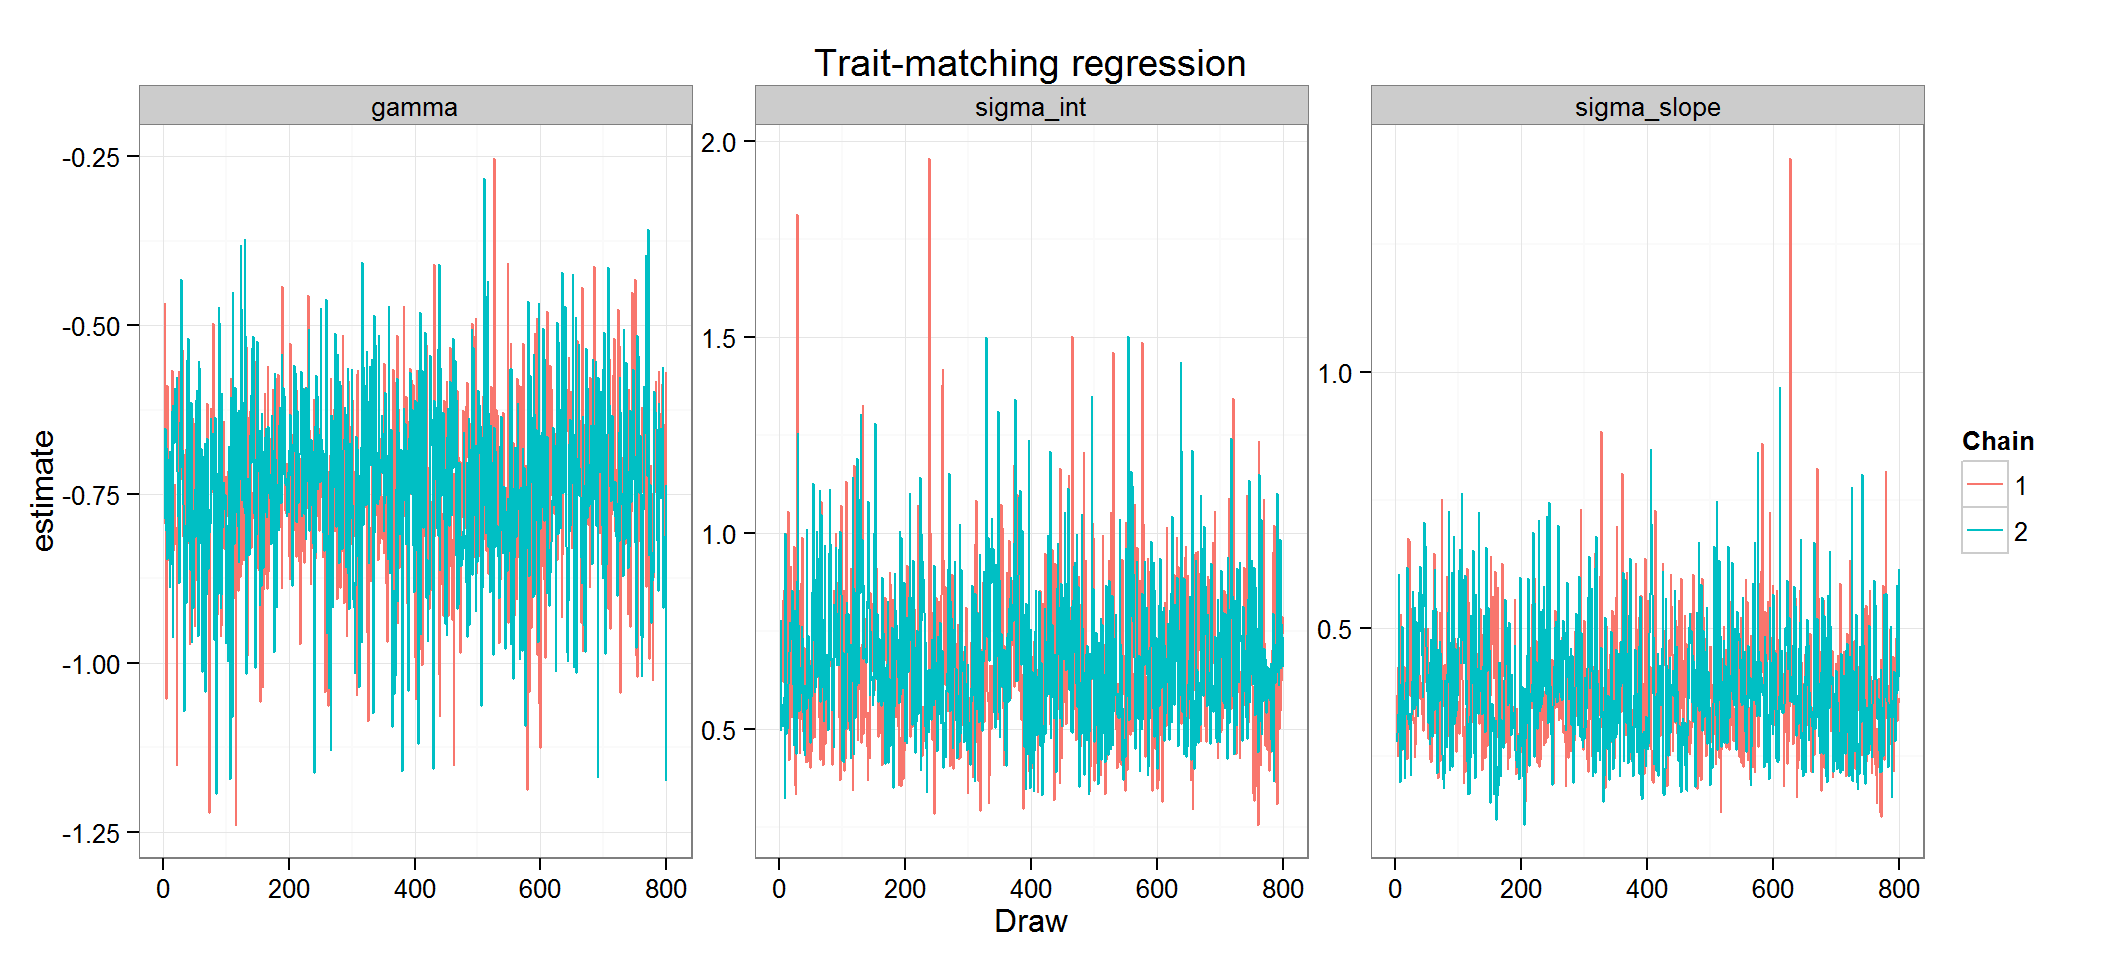 Trait-matching regression
gamma
sigma_int
sigma_slope
estimate
-0.25
-0.50
-0.75
-1.00
-1.25
2.0
1.5
1.0
0.5
1.0
0.5
0 200 400 600 800
0 200 400 600 800
0 200 400 600 800
Draw
Chain
1
2